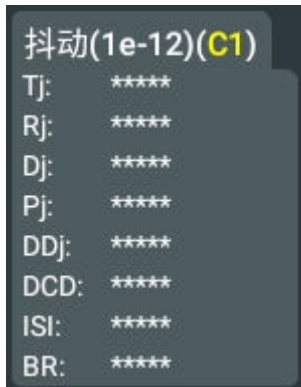 抖动(1e-12)(C1)
Tj: *****
Rj: *****
Dj: *****
Pj: *****
DDj: *****
DCD: *****
ISI: *****
BR: *****